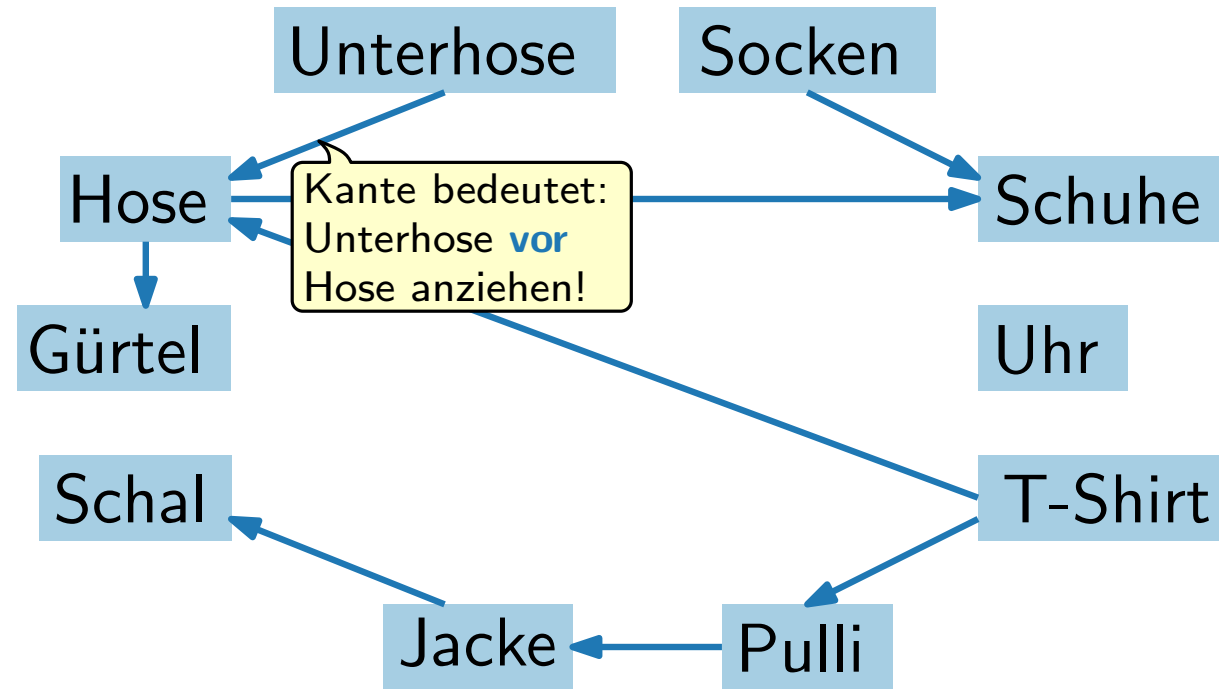 Unterhose
Socken
Hose
Kante bedeutet:
Unterhose vor
Hose anziehen!
Schuhe
Gürtel
Uhr
Schal
T-Shirt
Jacke
Pulli